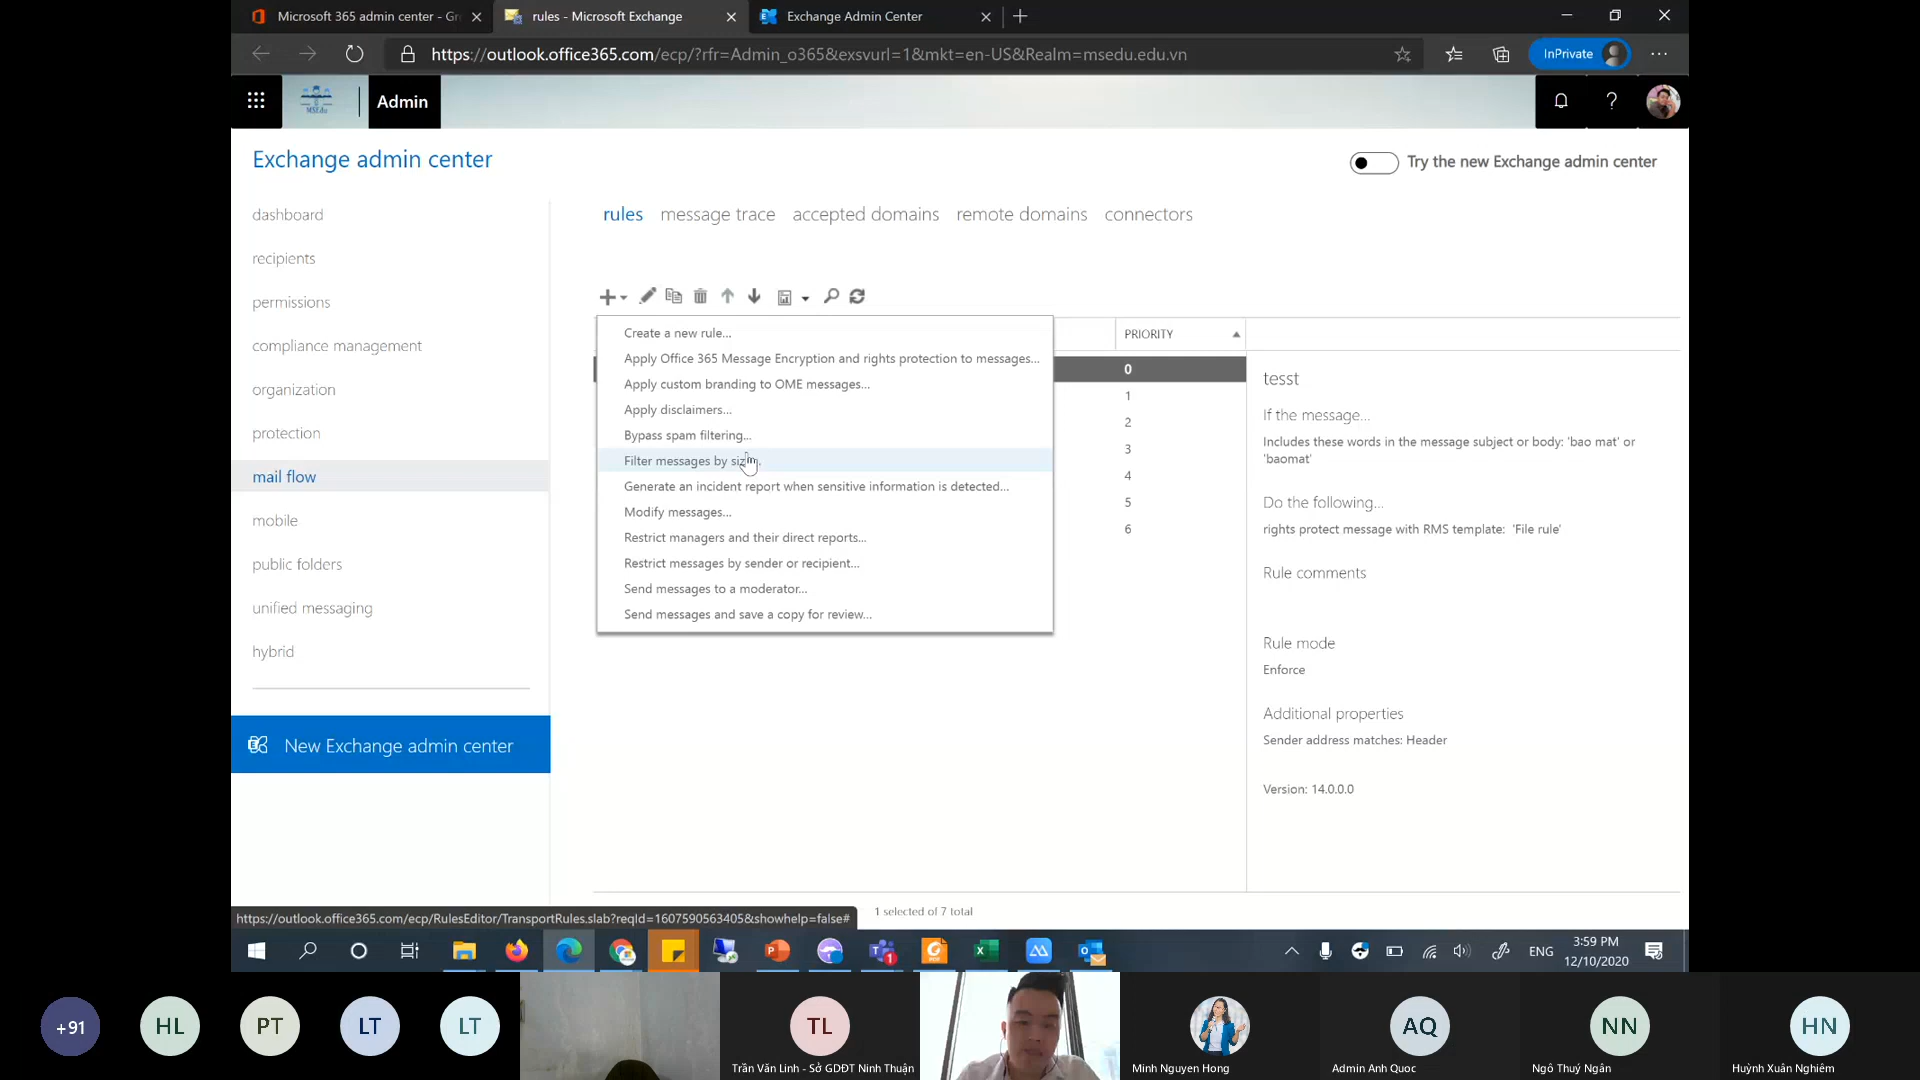 Microsoft 365 admin center - Gr
rules - Microsoft Exchange
Exchange Admin Center
https://outlook.office365.com/ecp/?rfr=Admin_o365&exsvurl=1&mkt=en-US&Realm=msedu.edu.vn
InPrivate
MSEdu
Admin
?
Exchange admin center
Try the new Exchange admin center
dashboard
recipients
permissions
compliance management
organization
protection
mail flow
mobile
public folders
unified messaging
hybrid
New Exchange admin center
rules message trace accepted domains remote domains connectors
Create a new rule...
Apply Office 365 Message Encryption and rights protection to messages...
Apply custom branding to OME messages...
Apply disclaimers...
Bypass spam filtering...
Filter messages by
Generate an incident report when sensitive information is detected...
Modify messages...
Restrict managers and their direct reports...
Restrict messages by sender or recipient...
Send messages to a moderator...
Send messages and save a copy for review...
PRIORITY
0
1
2
3
4
5
6
tesst
If the message...
Includes these words in the message subject or body: 'bao mat' or
'baomat'
Do the following...
rights protect message with RMS template: 'File rule'
Rule comments
Rule mode
Enforce
Additional properties
Sender address matches: Header
Version: 14.0.0.0
1 selected of 7 total
https://outlook.office365.com/ecp/RulesEditor/TransportRules.slab?reqId=1607590563405&showhelp=false#
1
ENG
3:59 PM
12/10/2020
+91
HL
PT
LT
LT
TL
Trần Văn Linh - Sở GDĐT Ninh Thuận
Minh Nguyen Hong
AQ
Admin Anh Quoc
NN
Ngô Thuý Ngân
HN
Huỳnh Xuân Nghiêm